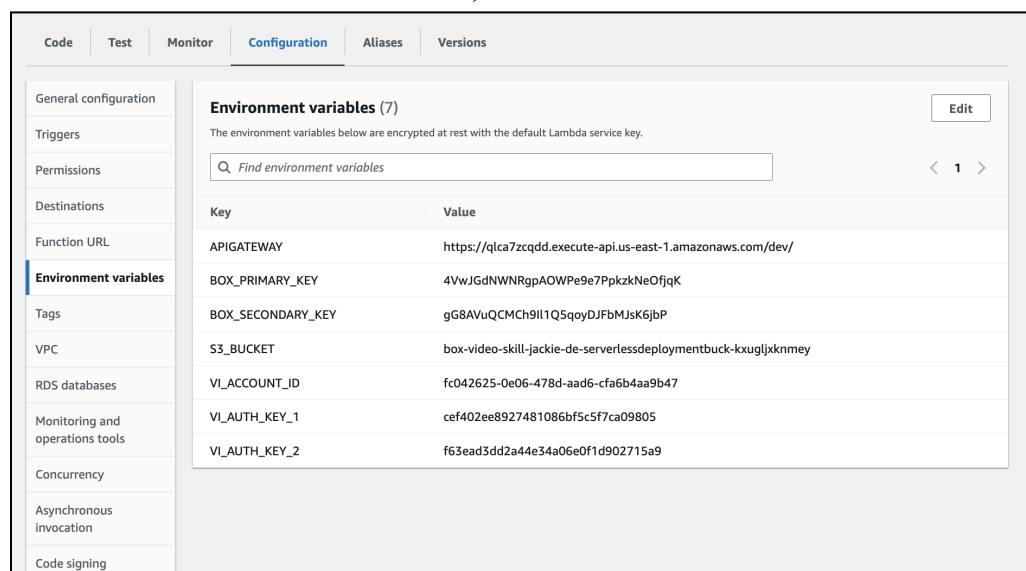 Code Test Monitor Configuration Aliases Versions
General configuration
Triggers
Permissions
Destinations
Function URL
Environment variables
Tags
VPC
RDS databases
Monitoring and
operations tools
Concurrency
Asynchronous
invocation
Code signing
Environment variables (7)
Edit
The environment variables below are encrypted at rest with the default Lambda service key.
Find environment variables
1
Key Value
APIGATEWAY https://qlca7zcqdd.execute-api.us-east-1.amazonaws.com/dev/
BOX_PRIMARY_KEY 4VwJGdNWNRgpAOWPe9e7PpkzkNeOfjqK
BOX_SECONDARY_KEY gG8AVuQCMCh9Il1Q5qoyDJFbMJsK6jbP
S3_BUCKET box-video-skill-jackie-de-serverlessdeploymentbuck-kxugljxknmey
VI_ACCOUNT_ID fc042625-0e06-478d-aad6-cfa6b4aa9b47
VI_AUTH_KEY_1 cef402ee8927481086bf5c5f7ca09805
VI_AUTH_KEY_2 f63ead3dd2a44e34a06e0f1d902715a9